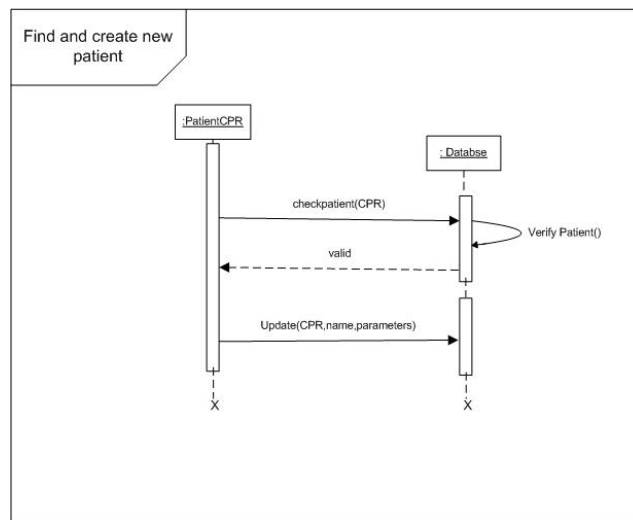 Find and create new
patient
:PatientCPR
: Databse
checkpatient(CPR)
Verify Patient()
valid
Update(CPR,name,parameters)
X
X